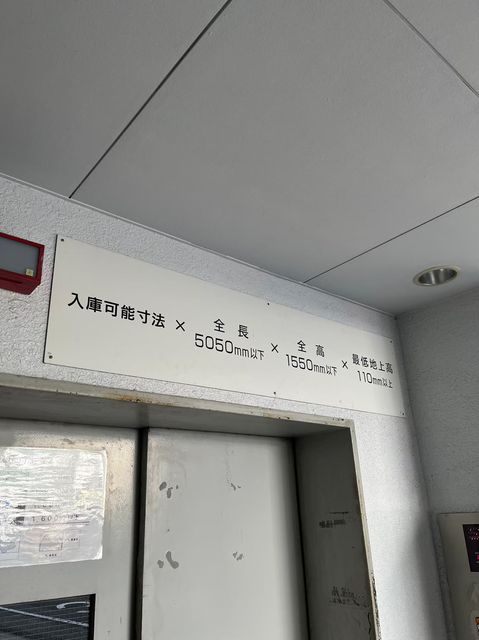 入庫可能寸法 × 全長 × 全高 × 最低地上高
5050mm以下 1550mm以下 110mm以上